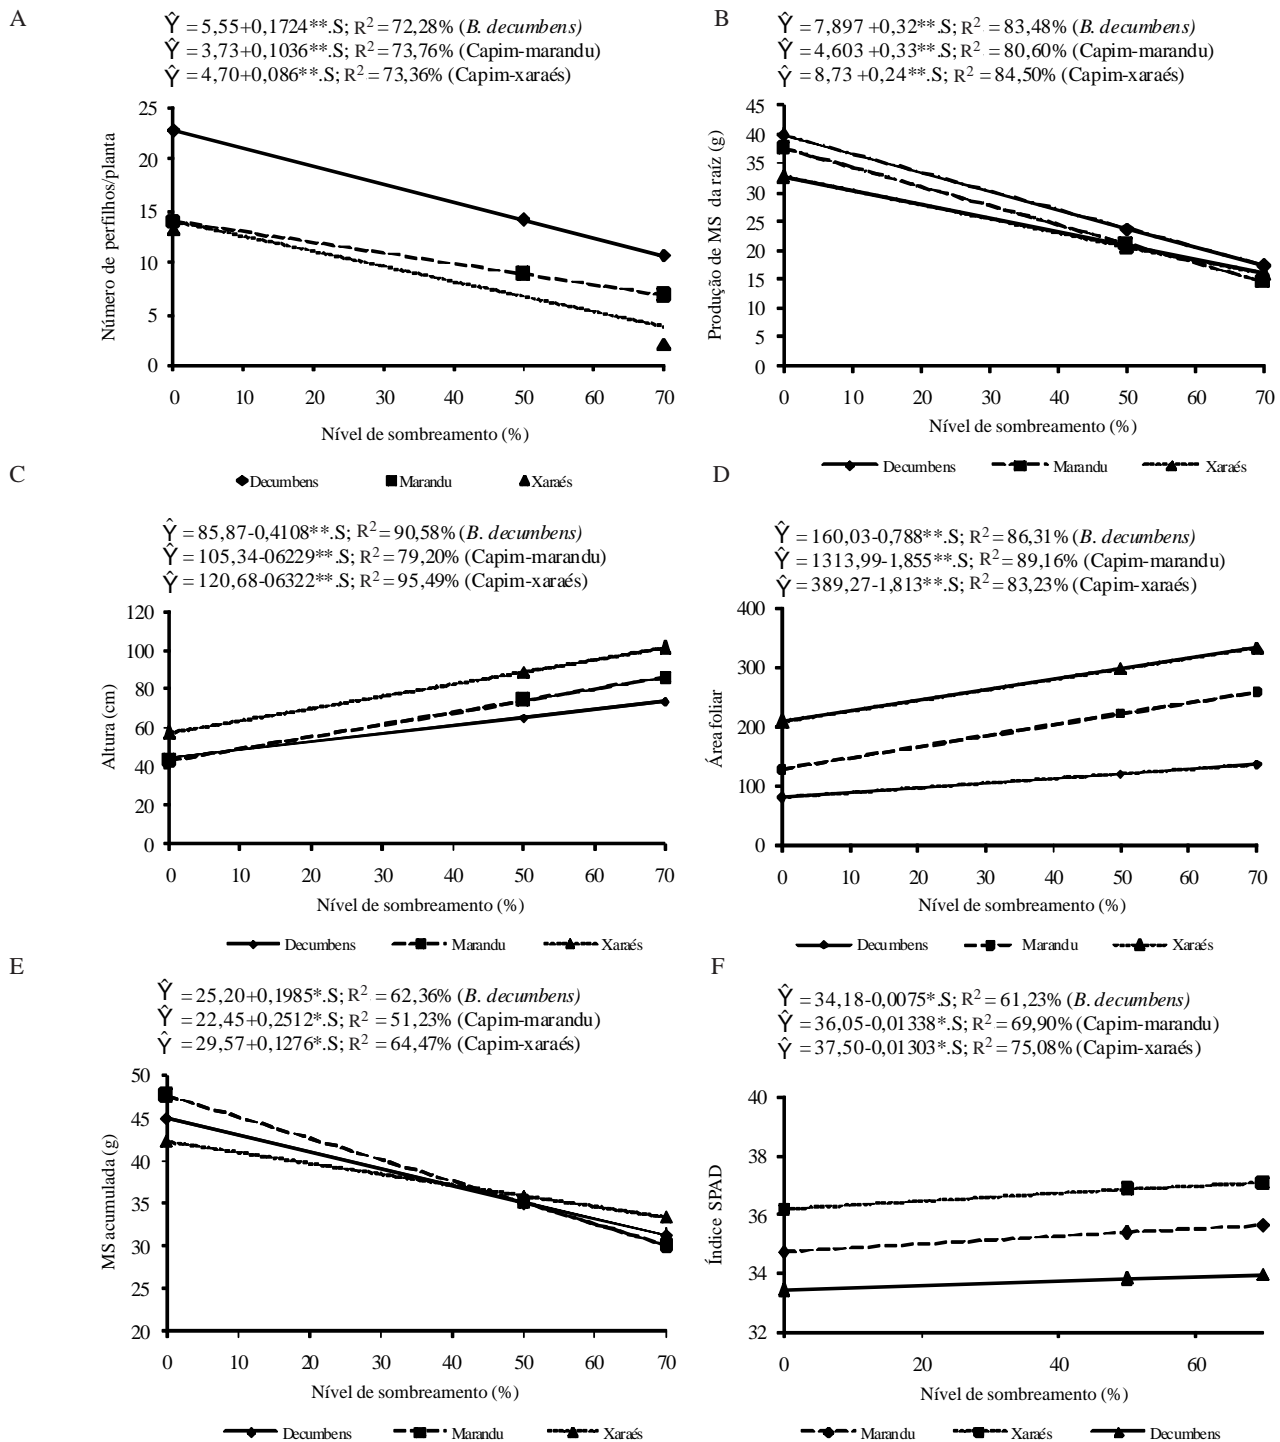 A
Ŷ = 5,55+0,1724**.S; R² = 72,28% (B. decumbens)
Ŷ = 3,73+0,1036**.S; R² = 73,76% (Capim-marandu)
Ŷ = 4,70+0,086**.S; R² = 73,36% (Capim-xaraés)
25
20
15
10
5
0
Número de perfilhos/planta
0 10 20 30 40 50 60 70
Nível de sombreamento (%)
Decumbens Marandu Xaraés
B
Ŷ = 7,897 +0,32**.S; R² = 83,48% (B. decumbens)
Ŷ = 4,603 +0,33**.S; R² = 80,60% (Capim-marandu)
Ŷ = 8,73 +0,24**.S; R² = 84,50% (Capim-xaraés)
45
40
35
30
25
20
15
10
5
0
Produção de MS da raíz (g)
0 10 20 30 40 50 60 70
Nível de sombreamento (%)
Decumbens Marandu Xaraés
C
Ŷ = 85,87-0,4108**.S; R² = 90,58% (B. decumbens)
Ŷ = 105,34-06229**.S; R² = 79,20% (Capim-marandu)
Ŷ = 120,68-06322**.S; R² = 95,49% (Capim-xaraés)
120
100
80
60
40
20
0
Altura (cm)
0 10 20 30 40 50 60 70
Nível de sombreamento (%)
Decumbens Marandu Xaraés
D
Ŷ = 160,03-0,788**.S; R² = 86,31% (B. decumbens)
Ŷ = 1313,99-1,855**.S; R² = 89,16% (Capim-marandu)
Ŷ = 389,27-1,813**.S; R² = 83,23% (Capim-xaraés)
400
300
200
100
0
Área foliar
0 10 20 30 40 50 60 70
Nível de sombreamento (%)
Decumbens Marandu Xaraés
E
Ŷ = 25,20+0,1985*.S; R² = 62,36% (B. decumbens)
Ŷ = 22,45+0,2512*.S; R² = 51,23% (Capim-marandu)
Ŷ = 29,57+0,1276*.S; R² = 64,47% (Capim-xaraés)
50
45
40
35
30
25
20
MS acumulada (g)
0 10 20 30 40 50 60 70
Nível de sombreamento (%)
Decumbens Marandu Xaraés
F
Ŷ = 34,18-0,0075*.S; R² = 61,23% (B. decumbens)
Ŷ = 36,05-0,01338*.S; R² = 69,90% (Capim-marandu)
Ŷ = 37,50-0,01303*.S; R² = 75,08% (Capim-xaraés)
40
38
36
34
32
Índice SPAD
0 20 40 60
Nível de sombreamento (%)
Marandu Xaraés Decumbens